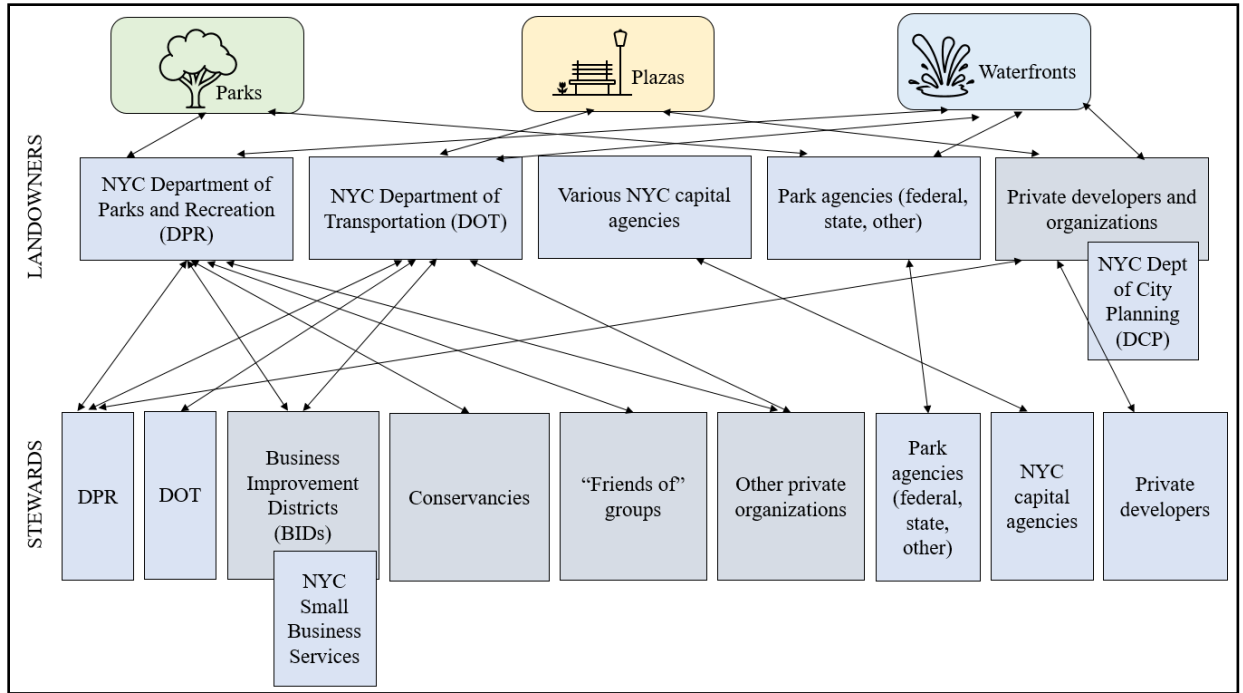 Parks
Plazas
Waterfronts
LANDOWNERS
NYC Department of
Parks and Recreation
(DPR)
NYC Department of
Transportation (DOT)
Various NYC capital
agencies
Park agencies (federal,
state, other)
Private developers and
organizations
NYC Dept
of City
Planning
(DCP)
STEWARDS
DPR
DOT
Business
Improvement
Districts
(BIDs)
NYC
Small
Business
Services
Conservancies
“Friends of”
groups
Other private
organizations
Park
agencies
(federal,
state,
other)
NYC
capital
agencies
Private
developers